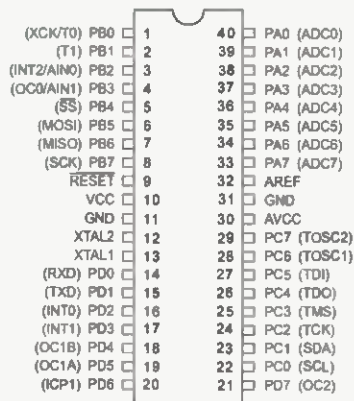 (XCK/T0) PB0 1 40 PA0 (ADC0)
(T1) PB1 2 39 PA1 (ADC1)
(INT2/AIN0) PB2 3 38 PA2 (ADC2)
(OC0/AIN1) PB3 4 37 PA3 (ADC3)
(SS) PB4 5 36 PA4 (ADC4)
(MOSI) PB5 6 35 PA5 (ADC5)
(MISO) PB6 7 34 PA6 (ADC6)
(SCK) PB7 8 33 PA7 (ADC7)
RESET 9 32 AREF
VCC 10 31 GND
GND 11 30 AVCC
XTAL2 12 29 PC7 (TOSC2)
XTAL1 13 28 PC6 (TOSC1)
(RXD) PD0 14 27 PC5 (TDI)
(TXD) PD1 15 26 PC4 (TDO)
(INT0) PD2 16 25 PC3 (TMS)
(INT1) PD3 17 24 PC2 (TCK)
(OC1B) PD4 18 23 PC1 (SDA)
(OC1A) PD5 19 22 PC0 (SCL)
(ICP1) PD6 20 21 PD7 (OC2)